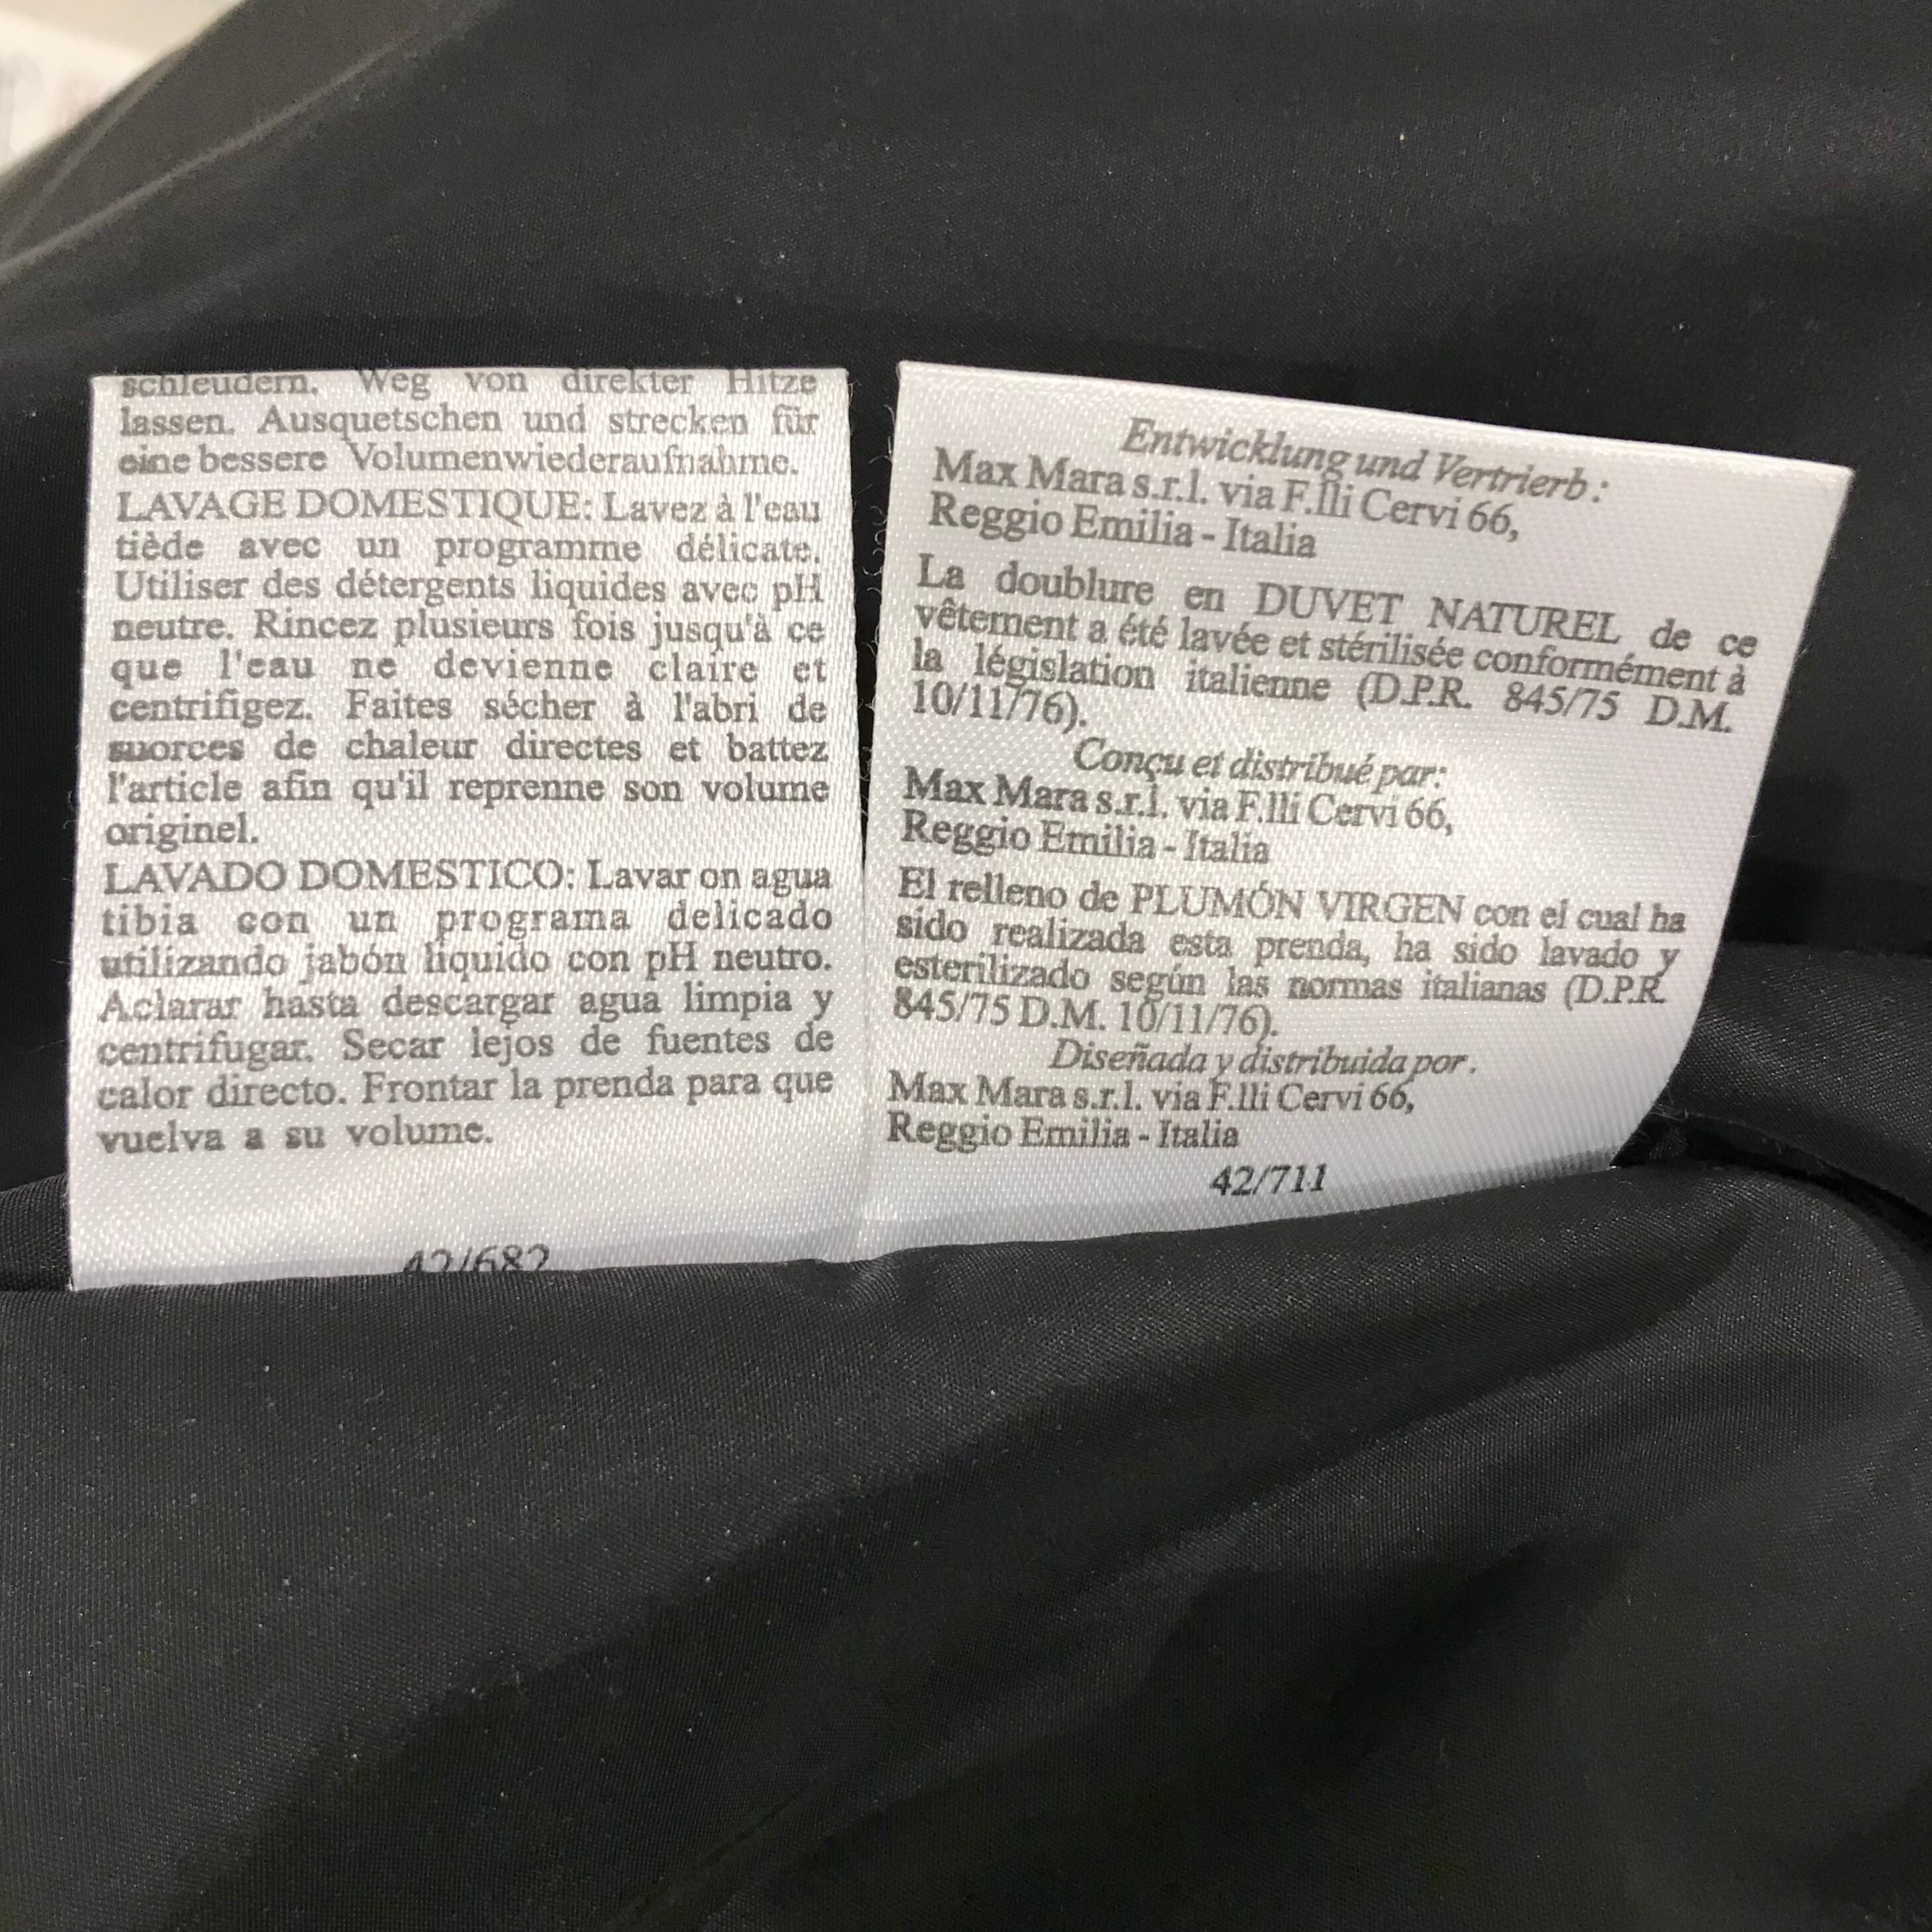 schleudern. Weg von direkter Hitze
lassen. Ausquetschen und strecken für
eine bessere Volumenwiederaufnahme.
LAVAGE DOMESTIQUE: Lavez à l'eau
tiède avec un programme délicate.
Utiliser des détergents liquides avec pH
neutre. Rincez plusieurs fois jusqu'à ce
que l'eau ne devienne claire et
centrifigez. Faites sécher à l'abri de
suorces de chaleur directes et battez
l'article afin qu'il reprenne son volume
originel.
LAVADO DOMESTICO: Lavar on agua
tibia con un programa delicado
utilizando jabón líquido con pH neutro.
Aclarar hasta descargar agua limpia y
centrifugar. Secar lejos de fuentes de
calor directo. Frontar la prenda para que
vuelva a su volume.
42/682
Entwicklung und Vertrierb:
Max Mara s.r.l. via F.lli Cervi 66,
Reggio Emilia - Italia
La doublure en DUVET NATUREL de ce
vêtement a été lavée et stérilisée conformément à
la législation italienne (D.P.R. 845/75 D.M.
10/11/76).
Conçu et distribué par:
Max Mara s.r.l. via F.lli Cervi 66,
Reggio Emilia - Italia
El relleno de PLUMÓN VIRGEN con el cual ha
sido realizada esta prenda, ha sido lavado y
esterilizado según las normas italianas (D.P.R.
845/75 D.M. 10/11/76).
Diseñada y distribuida por.
Max Mara s.r.l. via F.lli Cervi 66,
Reggio Emilia - Italia
42/711